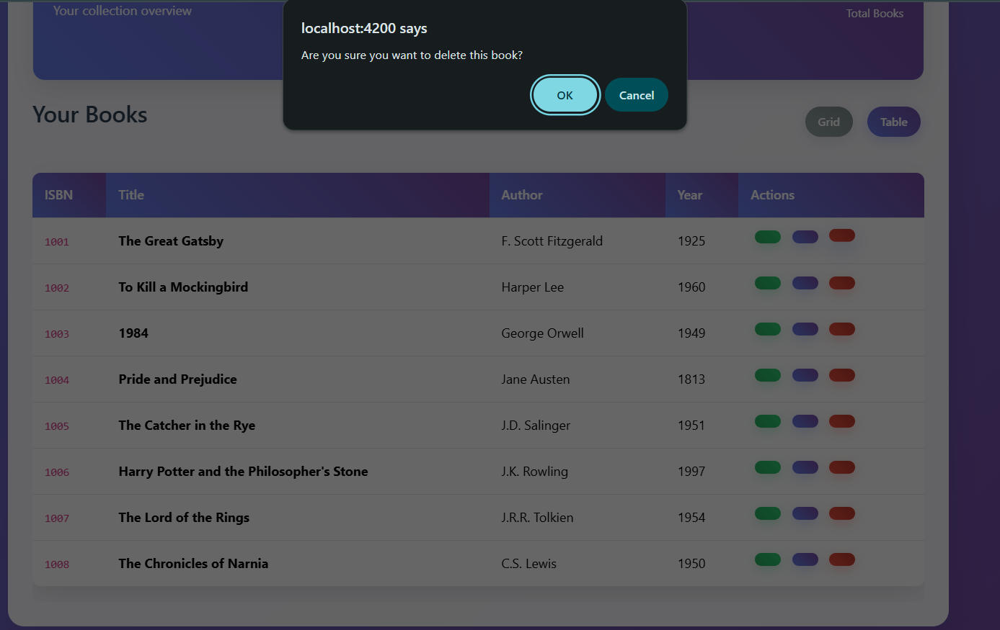 Your collection overview
Total Books
localhost:4200 says
Are you sure you want to delete this book?
OK
Cancel
Your Books
Grid
Table
ISBN Title Author Year Actions
1001 The Great Gatsby F. Scott Fitzgerald 1925
1002 To Kill a Mockingbird Harper Lee 1960
1003 1984 George Orwell 1949
1004 Pride and Prejudice Jane Austen 1813
1005 The Catcher in the Rye J.D. Salinger 1951
1006 Harry Potter and the Philosopher's Stone J.K. Rowling 1997
1007 The Lord of the Rings J.R.R. Tolkien 1954
1008 The Chronicles of Narnia C.S. Lewis 1950